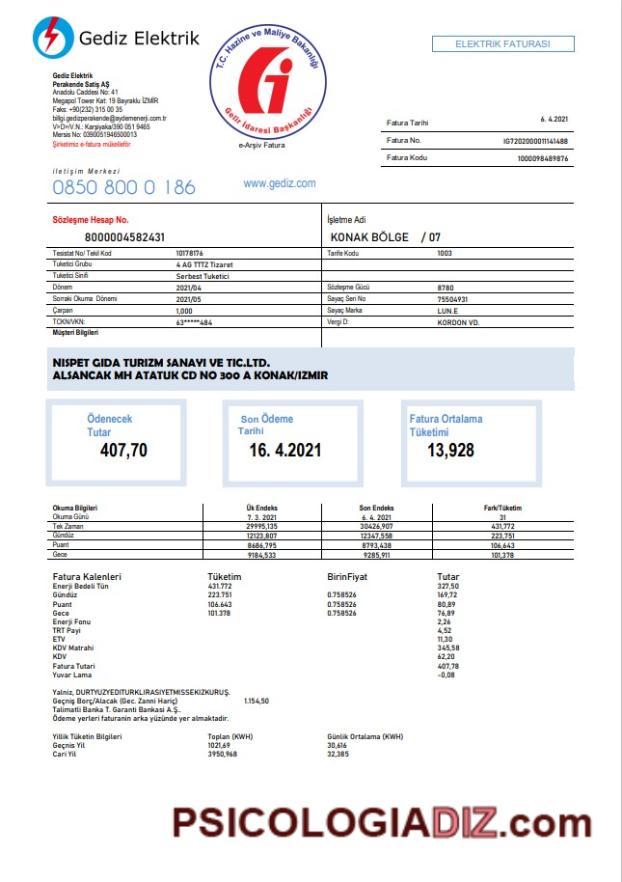 Gediz Elektrik
T.C. Hazine ve Maliye Bakanlığı
Gelir İdaresi Başkanlığı
e-Arşiv Fatura
ELEKTRIK FATURASI
Gediz Elektrik
Perakende Satiş AŞ
Anadolu Caddesi No: 41
Megapol Tower Kat: 19 Bayraklu İZMİR
Faks: +90(232) 315 00 35
bilgi.gedizperakende@aydemenerji.com.tr
V÷D÷V.N.: Karşiyaka/390 051 9465
Mersis No: 0390051946500013
Şirketimiz e-fatura mükellefôr
Fatura Tarihi 6. 4.2021
Fatura No. IG7202000011141488
Fatura Kodu 1000098489876
iletişim Merkezi
0850 800 0 186
www.gediz.com
Sözleşme Hesap No. İşletme Adi
8000004582431 KONAK BÖLGE / 07
Tesistat No/ Tekil Kod 10178176 Tarife Kodu 1003
Tuketici Grubu 4 AG TTTZ Tizaret
Tuketici Sinifi Serbest Tuketici
Dönem 2021/04 Sözleşme Gücü 8780
Sonraki Okuma Dönemi 2021/05 Sayaç Seri No 75504931
Çarpan 1,000 Sayaç Marka LUN.E
TCKN/VKN: 63*****484 Vergi D: KORDON VD.
Müşteri Bilgileri
NISPET GIDA TURIZM SANAYI VE TIC.LTD.
ALSANCAK MH ATATUK CD NO 300 A KONAK/IZMIR
Ödenecek Tutar
407,70
Son Ödeme Tarihi
16. 4.2021
Fatura Ortalama Tüketimi
13,928
Okuma Bilgileri Ük Endeks Son Endeks Fark/Tüketim
Okuma Günü 7. 3. 2021 6. 4. 2021 31
Tek Zaman 29995,135 30426,907 431,772
Gündüz 12123,807 12347,558 223,751
Puant 8686,795 8793,438 106,643
Gece 9184,533 9285,911 101,378
Fatura Kalenleri Tüketim BirinFiyat Tutar
Enerji Bedeli Tün 431.772 327,50
Gündüz 223.751 0.758526 169,72
Puant 106.643 0.758526 80,89
Gece 101.378 0.758526 76,89
Enerji Fonu 2,26
TRT Payi 4,52
ETV 11,30
KDV Matrahi 345,58
KDV 62,20
Fatura Tutari 407,78
Yuvar Lama -0,08
Yalniz, DURTYUZYEDITURKLIRASIYETMISSEKIZKURUŞ.
Geçniş Borç/Alacak (Gec. Zanni Hariç) 1.154,50
Talimatli Banka T. Garanti Bankasi A.Ş..
Ödeme yerleri faturanin arka yüzünde yer almaktadir.
Yillik Tüketin Bilgileri Toplan (KWH) Günlik Ortalama (KWH)
Geçnis Yil 1021,69 30,616
Cari Yil 3950,968 32,385
PSICOLOGIADIZ.com